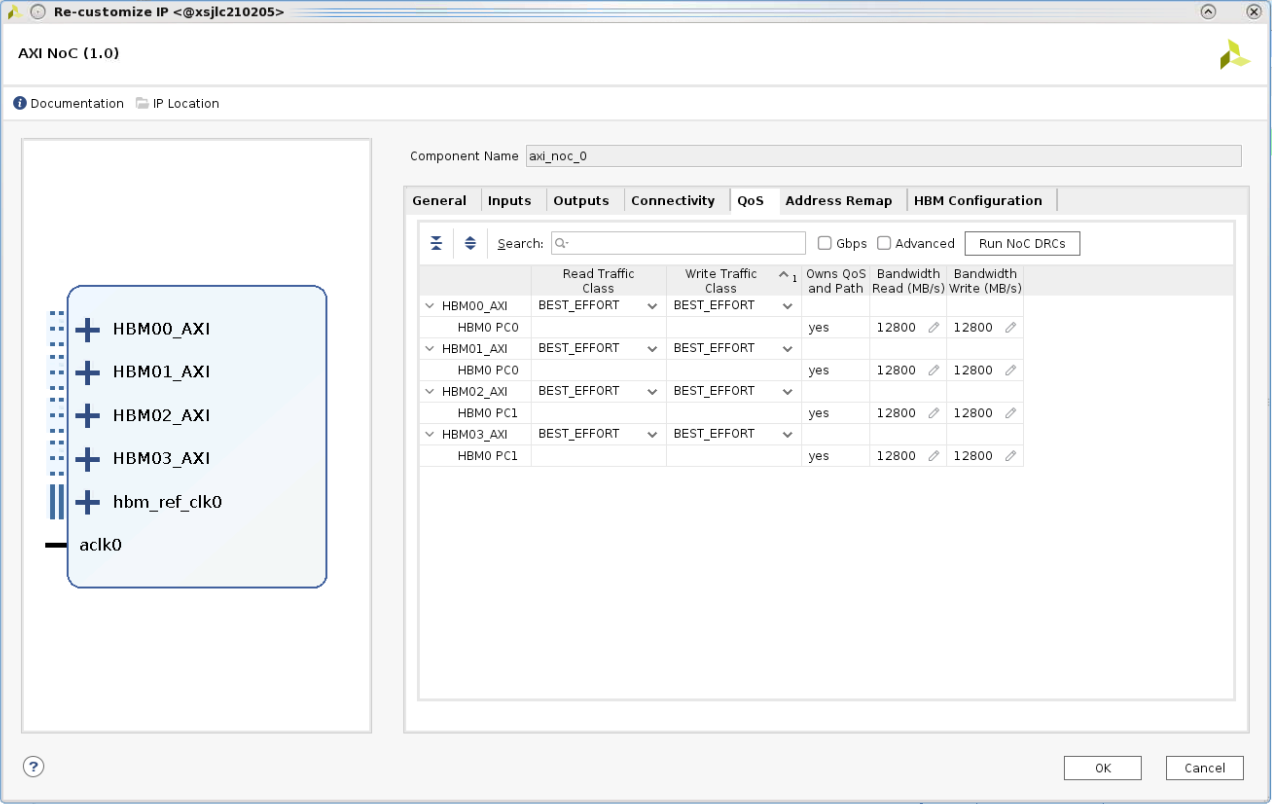 Re-customize IP <@xsjlc210205>
AXI NoC (1.0)
Documentation IP Location
HBM00_AXI
HBM01_AXI
HBM02_AXI
HBM03_AXI
hbm_ref_clk0
aclk0
Component Name axi_noc_0
General Inputs Outputs Connectivity QoS Address Remap HBM Configuration
Search: Gbps Advanced Run NoC DRCs
Read Traffic Write Traffic 1 Owns QoS Bandwidth Bandwidth
Class Class and Path Read (MB/s) Write (MB/s)
HBM00_AXI BEST_EFFORT BEST_EFFORT
HBM0 PC0 yes 12800 12800
HBM01_AXI BEST_EFFORT BEST_EFFORT
HBM0 PC0 yes 12800 12800
HBM02_AXI BEST_EFFORT BEST_EFFORT
HBM0 PC1 yes 12800 12800
HBM03_AXI BEST_EFFORT BEST_EFFORT
HBM0 PC1 yes 12800 12800
? OK Cancel